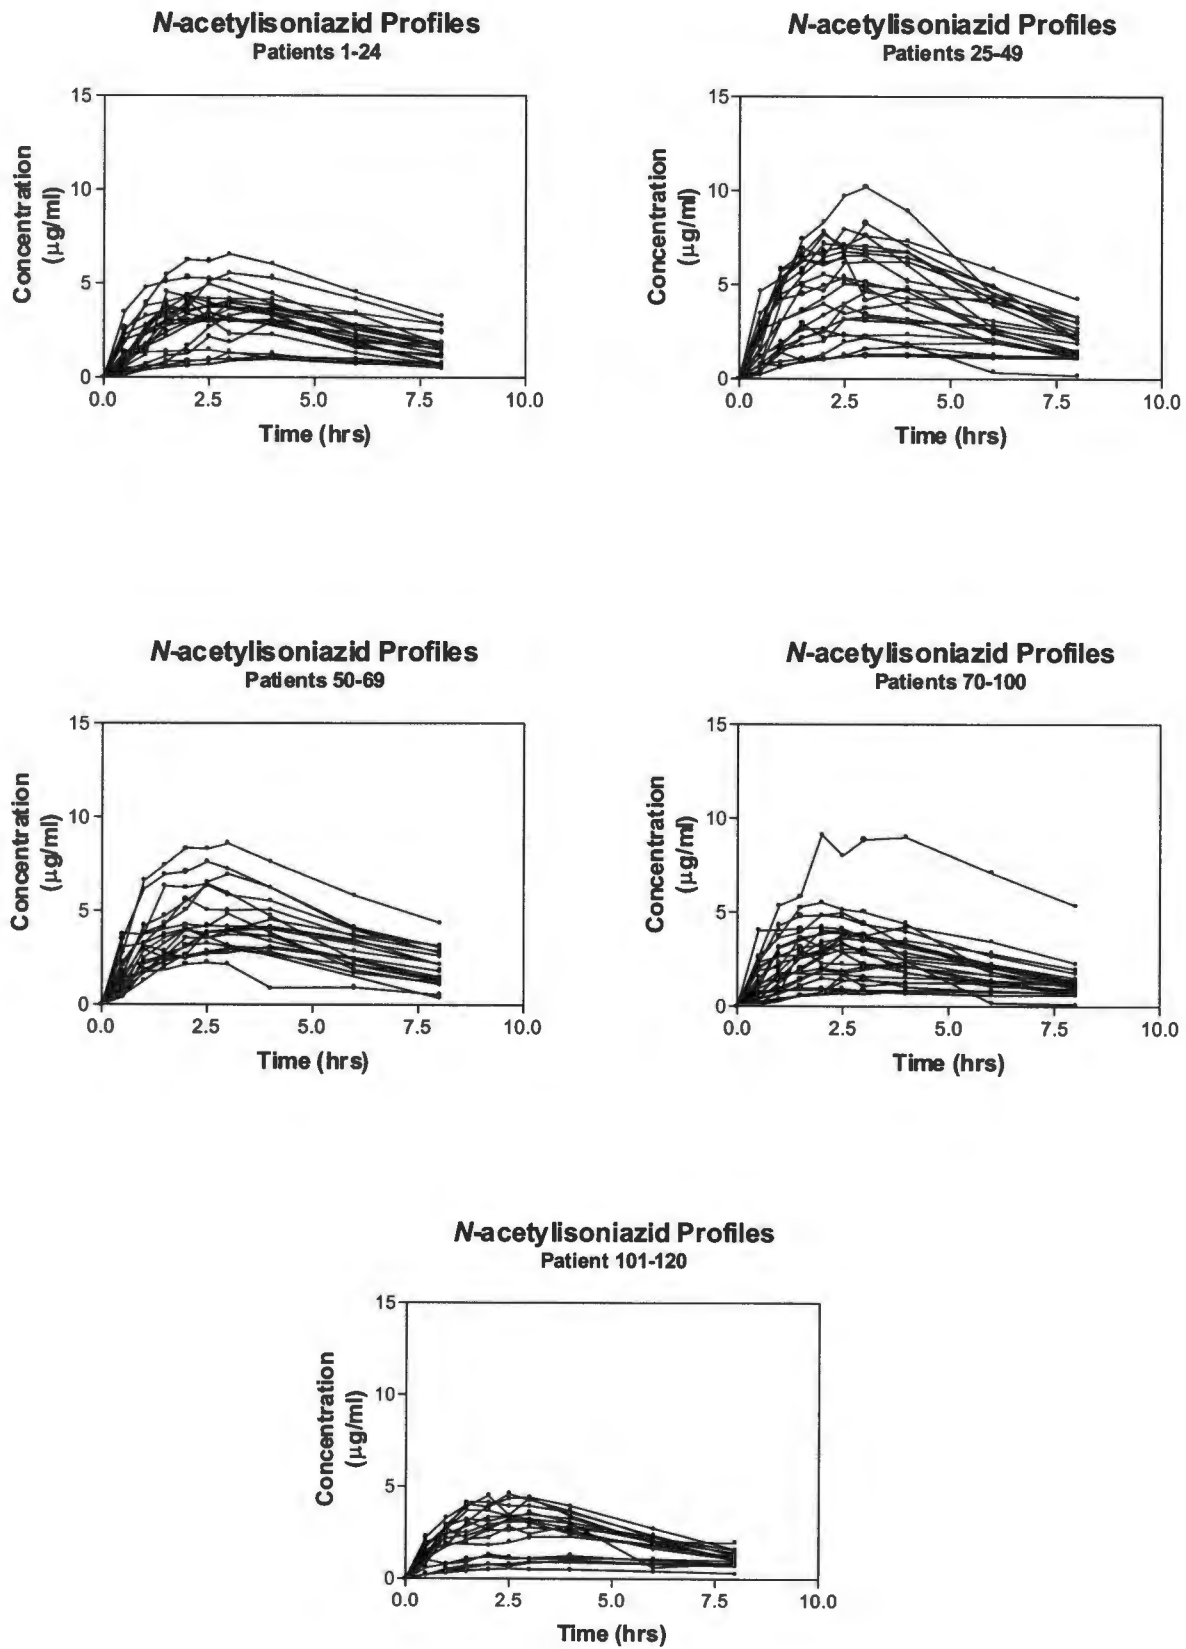 N-acetylisoniazid Profiles
Patients 1-24
15
10
5
0
0.0 2.5 5.0 7.5 10.0
Concentration
(µg/ml)
Time (hrs)
N-acetylisoniazid Profiles
Patients 25-49
15
10
5
0
0.0 2.5 5.0 7.5 10.0
Concentration
(µg/ml)
Time (hrs)
N-acetylisoniazid Profiles
Patients 50-69
15
10
5
0
0.0 2.5 5.0 7.5 10.0
Concentration
(µg/ml)
Time (hrs)
N-acetylisoniazid Profiles
Patients 70-100
15
10
5
0
0.0 2.5 5.0 7.5 10.0
Concentration
(µg/ml)
Time (hrs)
N-acetylisoniazid Profiles
Patient 101-120
15
10
5
0
0.0 2.5 5.0 7.5 10.0
Concentration
(µg/ml)
Time (hrs)